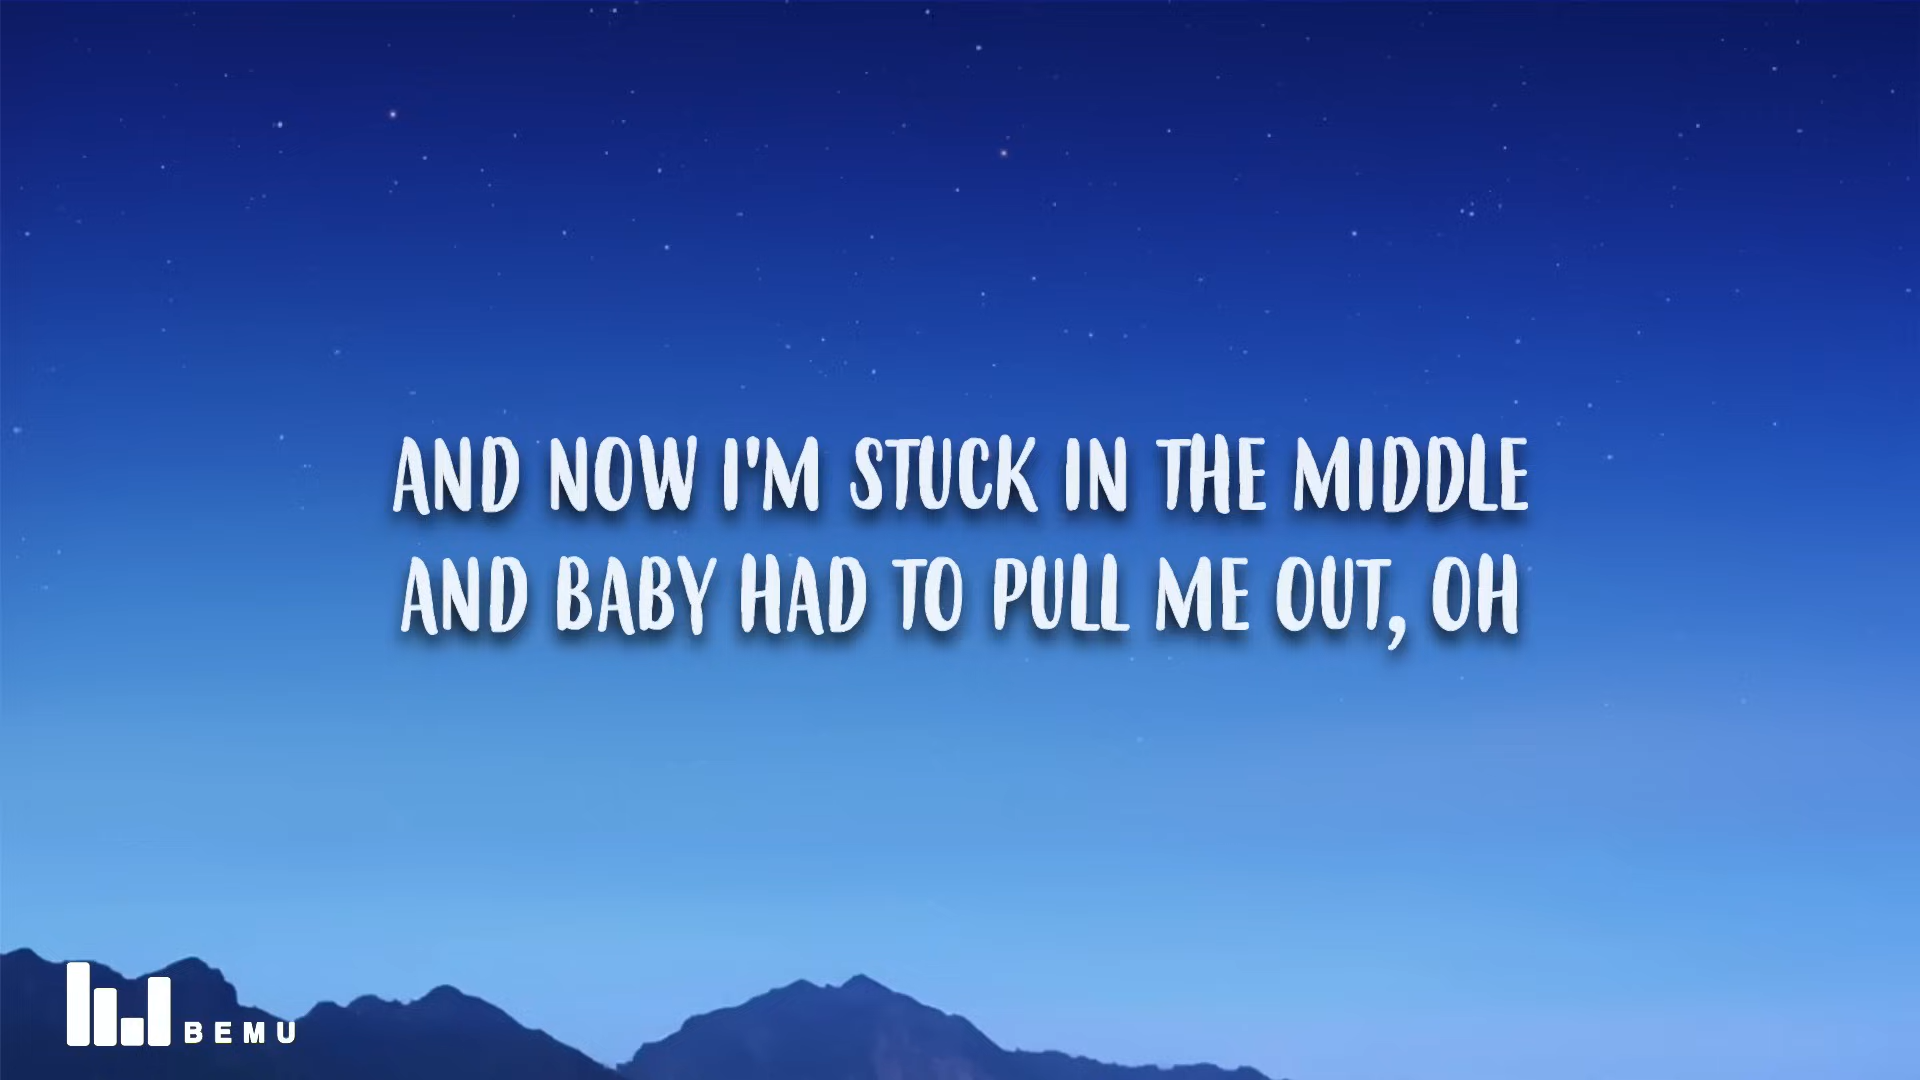 AND NOW I'M STUCK IN THE MIDDLE
AND BABY HAD TO PULL ME OUT, OH
BEMU